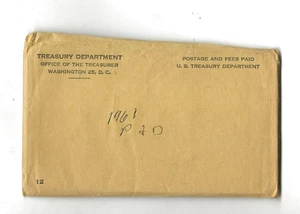 TREASURY DEPARTMENT
OFFICE OF THE TREASURER
WASHINGTON 25, D. C.
POSTAGE AND FEES PAID
U. S. TREASURY DEPARTMENT
1961
P & D
12